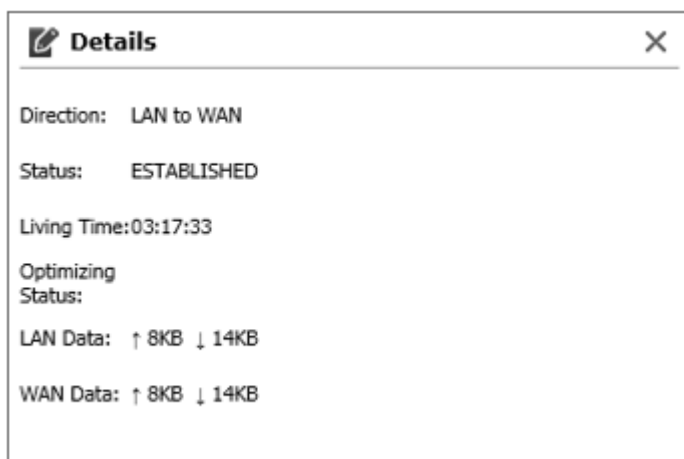 Details
Direction: LAN to WAN
Status: ESTABLISHED
Living Time:03:17:33
Optimizing
Status:
LAN Data: ↑ 8KB ↓ 14KB
WAN Data: ↑ 8KB ↓ 14KB